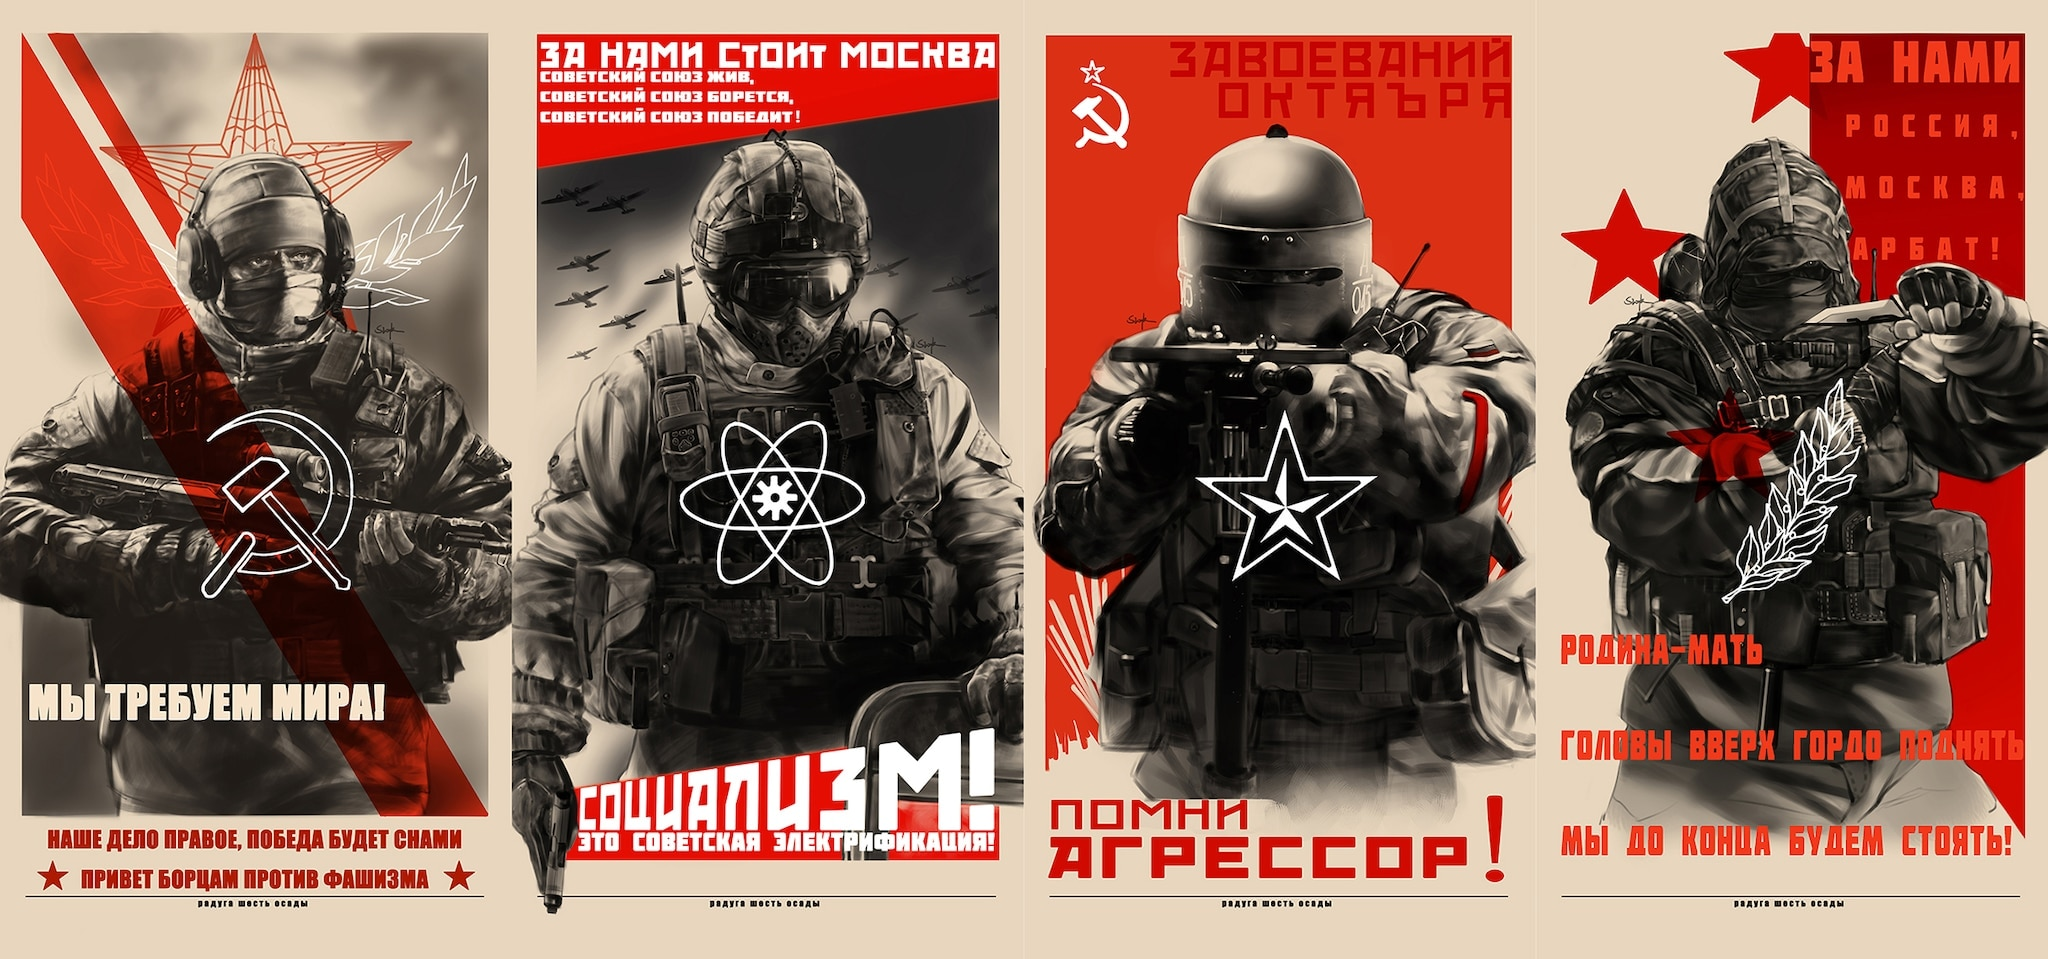 МЫ ТРЕБУЕМ МИРА!
НАШЕ ДЕЛО ПРАВОЕ, ПОБЕДА БУДЕТ СНАМИ
ПРИВЕТ БОРЦАМ ПРОТИВ ФАШИЗМА
радуга шесть осады
ЗА НАМИ СТОИТ МОСКВА
СОВЕТСКИЙ СОЮЗ ЖИВ,
СОВЕТСКИЙ СОЮЗ БОРЕТСЯ,
СОВЕТСКИЙ СОЮЗ ПОБЕДИТ!
СОЦИАЛИЗМ!
ЭТО СОВЕТСКАЯ ЭЛЕКТРИФИКАЦИЯ!
радуга шесть осады
ЗАВОЕВАНИЙ
ОКТЯЪРЯ
ПОМНИ
АГРЕССОР!
радуга шесть осады
ЗА НАМИ
РОССИЯ,
МОСКВА,
АРБАТ!
РОДИНА-МАТЬ
ГОЛОВЫ ВВЕРХ ГОРДО ПОДНЯТЬ
МЫ ДО КОНЦА БУДЕМ СТОЯТЬ!
радуга шесть осады